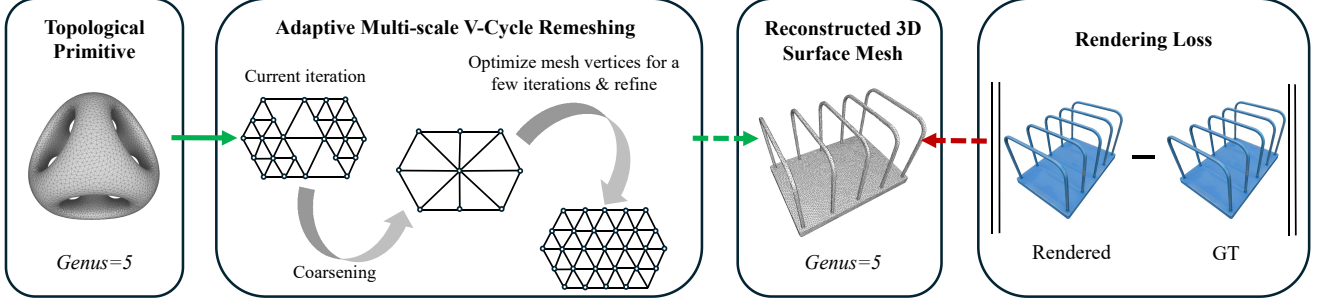 Topological
Primitive
Genus=5
Adaptive Multi-scale V-Cycle Remeshing
Current iteration
Optimize mesh vertices for a
few iterations & refine
Coarsening
Reconstructed 3D
Surface Mesh
Genus=5
Rendering Loss
Rendered
GT